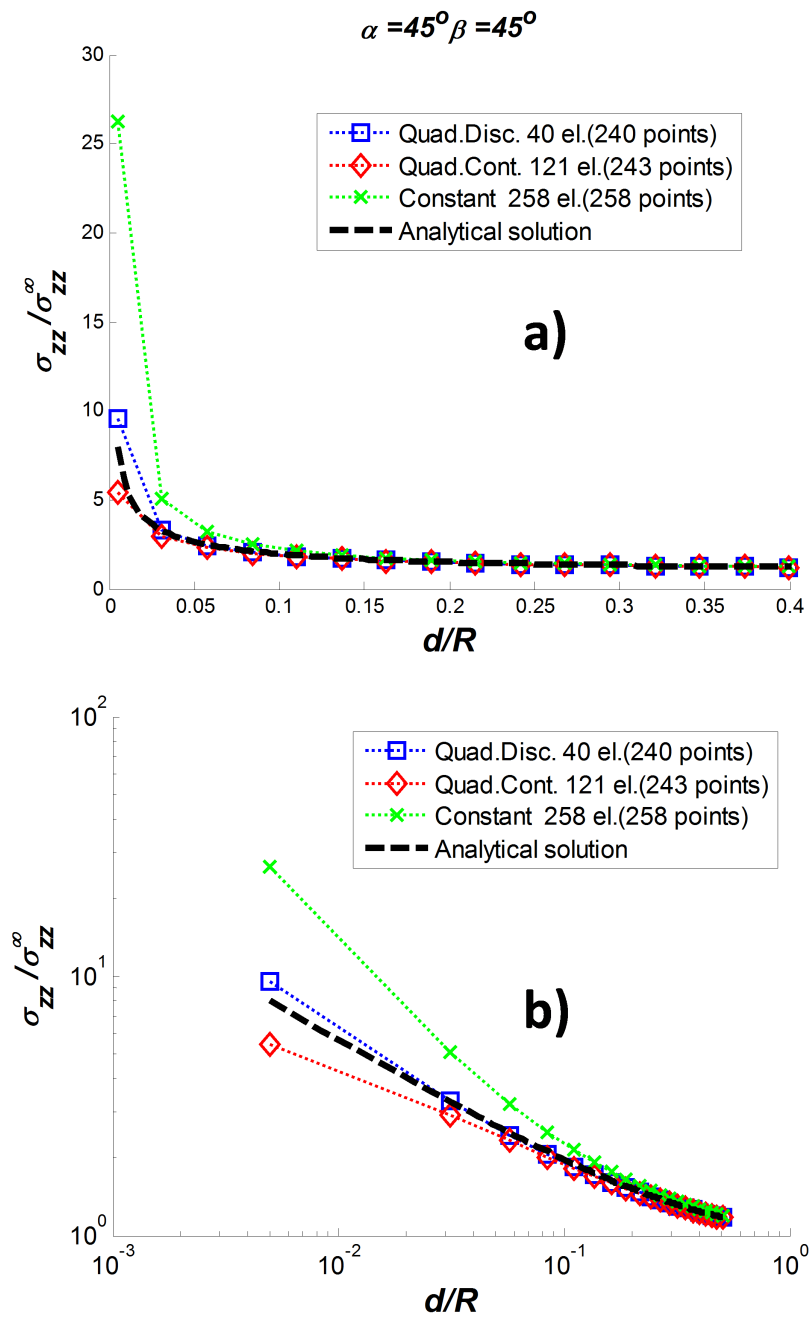 α =45º β =45º
30
25
20
15
10
5
0
σzz /σ∞zz
Quad.Disc. 40 el.(240 points)
Quad.Cont. 121 el.(243 points)
Constant 258 el.(258 points)
Analytical solution
a)
0 0.05 0.1 0.15 0.2 0.25 0.3 0.35 0.4
d/R
10²
10¹
10⁰
σzz /σ∞zz
Quad.Disc. 40 el.(240 points)
Quad.Cont. 121 el.(243 points)
Constant 258 el.(258 points)
Analytical solution
b)
10⁻³ 10⁻² 10⁻¹ 10⁰
d/R